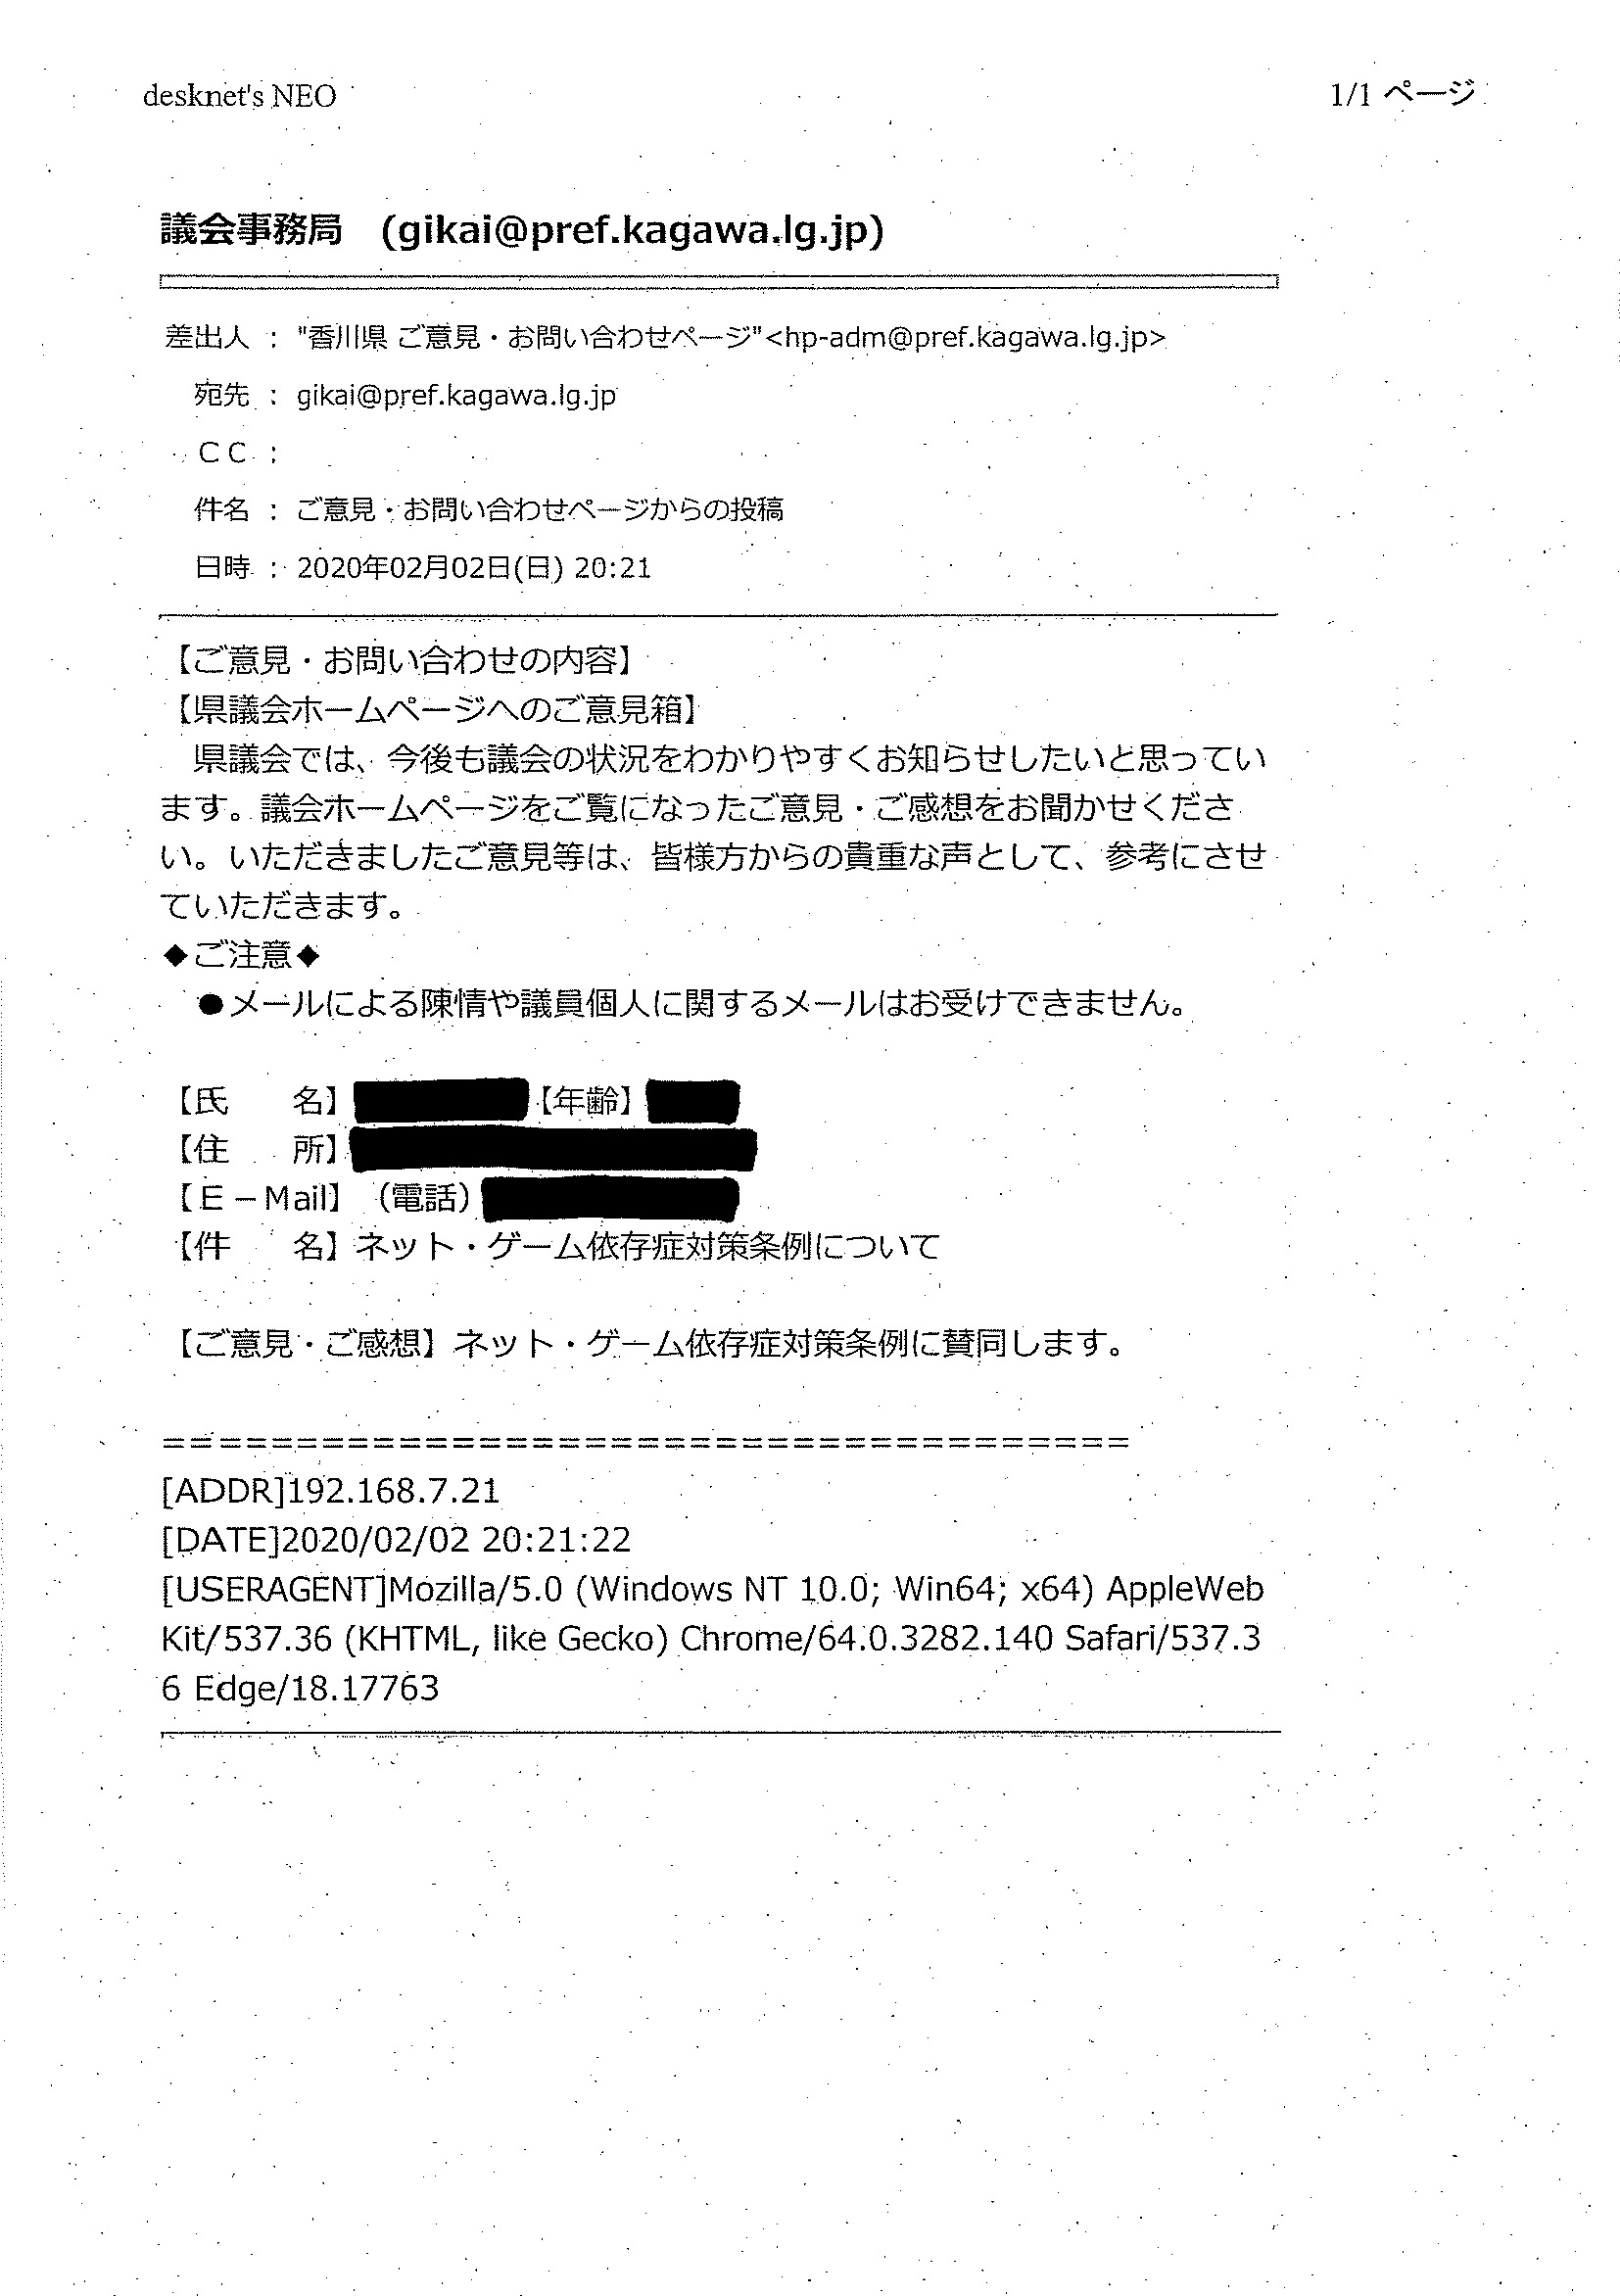 desknet's NEO
1/1 ページ
議会事務局　(gikai@pref.kagawa.lg.jp)
差出人 ： "香川県 ご意見・お問い合わせページ"<hp-adm@pref.kagawa.lg.jp>
宛先 ： gikai@pref.kagawa.lg.jp
ＣＣ ：
件名 ： ご意見・お問い合わせページからの投稿
日時 ： 2020年02月02日(日) 20:21
【ご意見・お問い合わせの内容】
【県議会ホームページへのご意見箱】
　県議会では、今後も議会の状況をわかりやすくお知らせしたいと思ってい
ます。議会ホームページをご覧になったご意見・ご感想をお聞かせくださ
い。いただきましたご意見等は、皆様方からの貴重な声として、参考にさせ
ていただきます。
◆ご注意◆
　●メールによる陳情や議員個人に関するメールはお受けできません。
【氏　　名】【年齢】
【住　　所】
【Ｅ－Mail】（電話）
【件　　名】ネット・ゲーム依存症対策条例について
【ご意見・ご感想】ネット・ゲーム依存症対策条例に賛同します。
=====================================
[ADDR]192.168.7.21
[DATE]2020/02/02 20:21:22
[USERAGENT]Mozilla/5.0 (Windows NT 10.0; Win64; x64) AppleWeb
Kit/537.36 (KHTML, like Gecko) Chrome/64.0.3282.140 Safari/537.3
6 Edge/18.17763